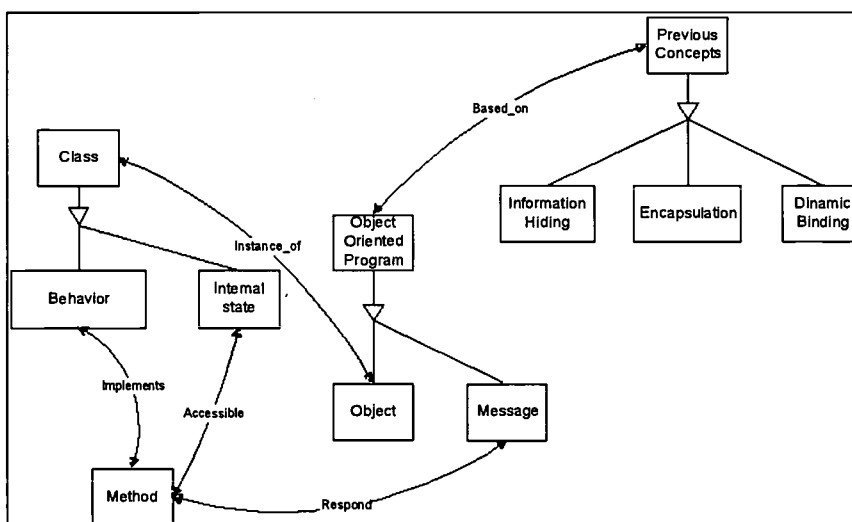 Previous
Concepts
Based_on
Class
Information
Hiding
Encapsulation
Dinamic
Binding
Object
Oriented
Program
Instance_of
Behavior
Internal
state
Implements
Accessible
Object
Message
Method
Respond